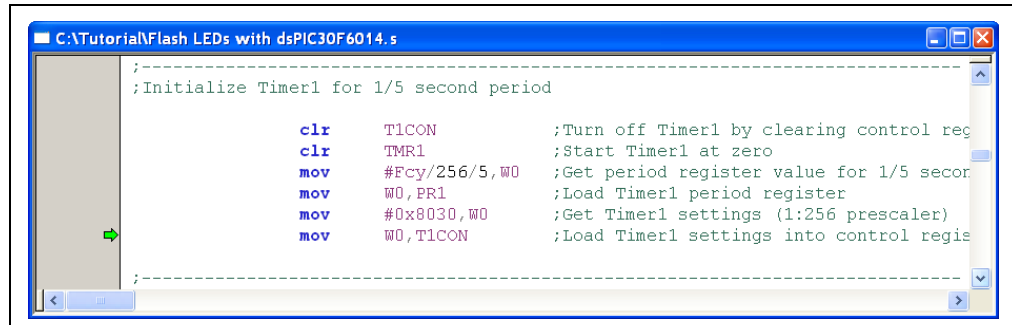 C:\Tutorial\Flash LEDs with dsPIC30F6014.s
;--------------------------------------------------------------------------------
;Initialize Timer1 for 1/5 second period
clr T1CON ;Turn off Timer1 by clearing control reg
clr TMR1 ;Start Timer1 at zero
mov #Fcy/256/5,W0 ;Get period register value for 1/5 secon
mov W0,PR1 ;Load Timer1 period register
mov #0x8030,W0 ;Get Timer1 settings (1:256 prescaler)
mov W0,T1CON ;Load Timer1 settings into control regis
;--------------------------------------------------------------------------------